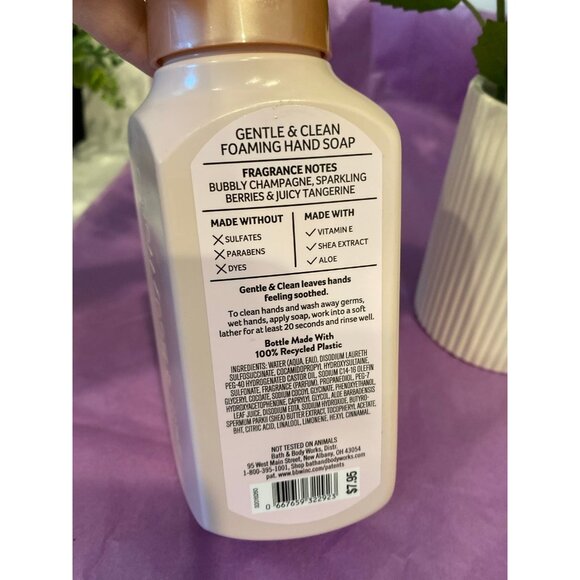 GENTLE & CLEAN
FOAMING HAND SOAP
FRAGRANCE NOTES
BUBBLY CHAMPAGNE, SPARKLING
BERRIES & JUICY TANGERINE
MADE WITHOUT
X SULFATES
X PARABENS
X DYES
MADE WITH
✓ VITAMIN E
✓ SHEA EXTRACT
✓ ALOE
Gentle & Clean leaves hands
feeling soothed.
To clean hands and wash away germs,
wet hands, apply soap, work into a soft
lather for at least 20 seconds and rinse well.
Bottle Made With
100% Recycled Plastic
INGREDIENTS: WATER (AQUA, EAU), DISODIUM LAURETH
SULFOSUCCINATE, COCAMIDOPROPYL HYDROXYSULTAINE,
PEG-40 HYDROGENATED CASTOR OIL, SODIUM C14-16 OLEFIN
SULFONATE, FRAGRANCE (PARFUM), PROPANEDIOL, PEG-7
GLYCERYL COCOATE, SODIUM COCOYL GLYCINATE, PHENOXYETHANOL,
HYDROXYACETOPHENONE, CAPRYLYL GLYCOL, ALOE BARBADENSIS
LEAF JUICE, DISODIUM EDTA, SODIUM HYDROXIDE, BUTYRO-
SPERMUM PARKII (SHEA) BUTTER EXTRACT, TOCOPHERYL ACETATE,
BHT, CITRIC ACID, LINALOOL, LIMONENE, HEXYL CINNAMAL.
NOT TESTED ON ANIMALS
Bath & Body Works, Distr.
95 West Main Street, New Albany, OH 43054
1-800-395-1001, Shop bathandbodyworks.com
pat. www.bbwinc.com/patents
0 667659 322923
$7.95